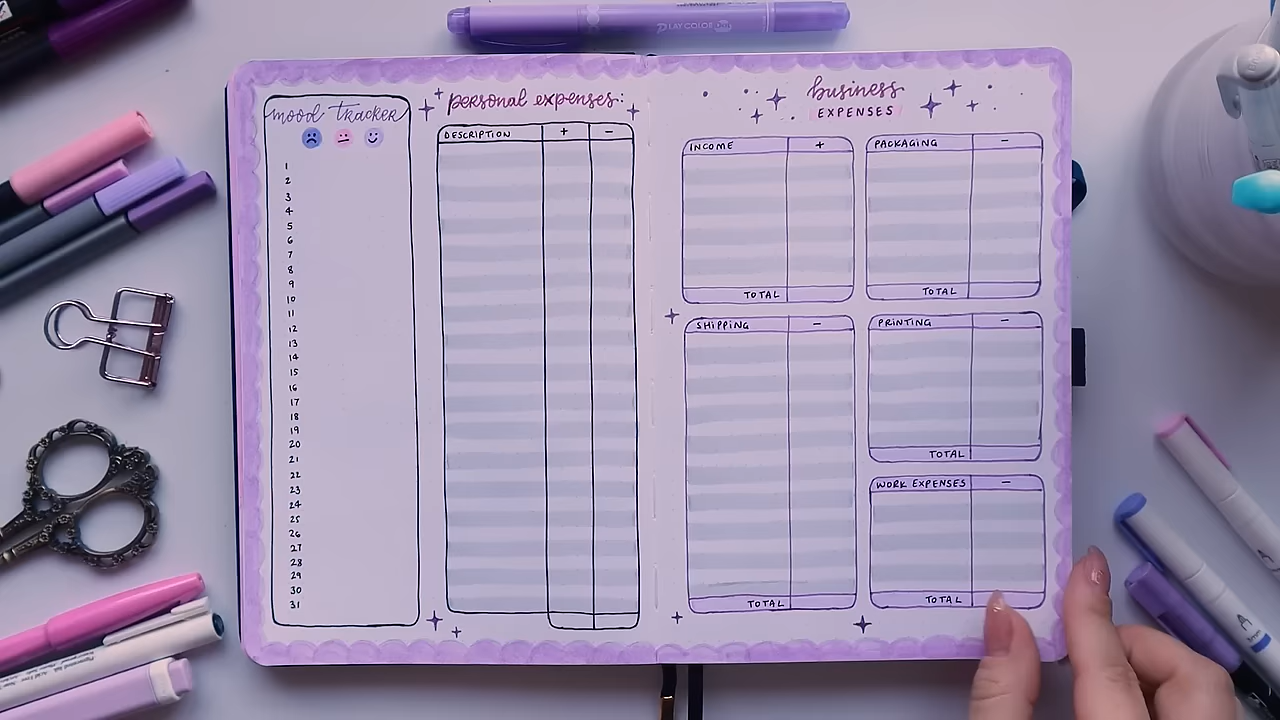 PLAYCOLOR
mood tracker
1
2
3
4
5
6
7
8
9
10
11
12
13
14
15
16
17
18
19
20
21
22
23
24
25
26
27
28
29
30
31
personal expenses:
DESCRIPTION + -
business
EXPENSES
INCOME +
TOTAL
PACKAGING -
TOTAL
SHIPPING -
TOTAL
PRINTING -
TOTAL
WORK EXPENSES -
TOTAL